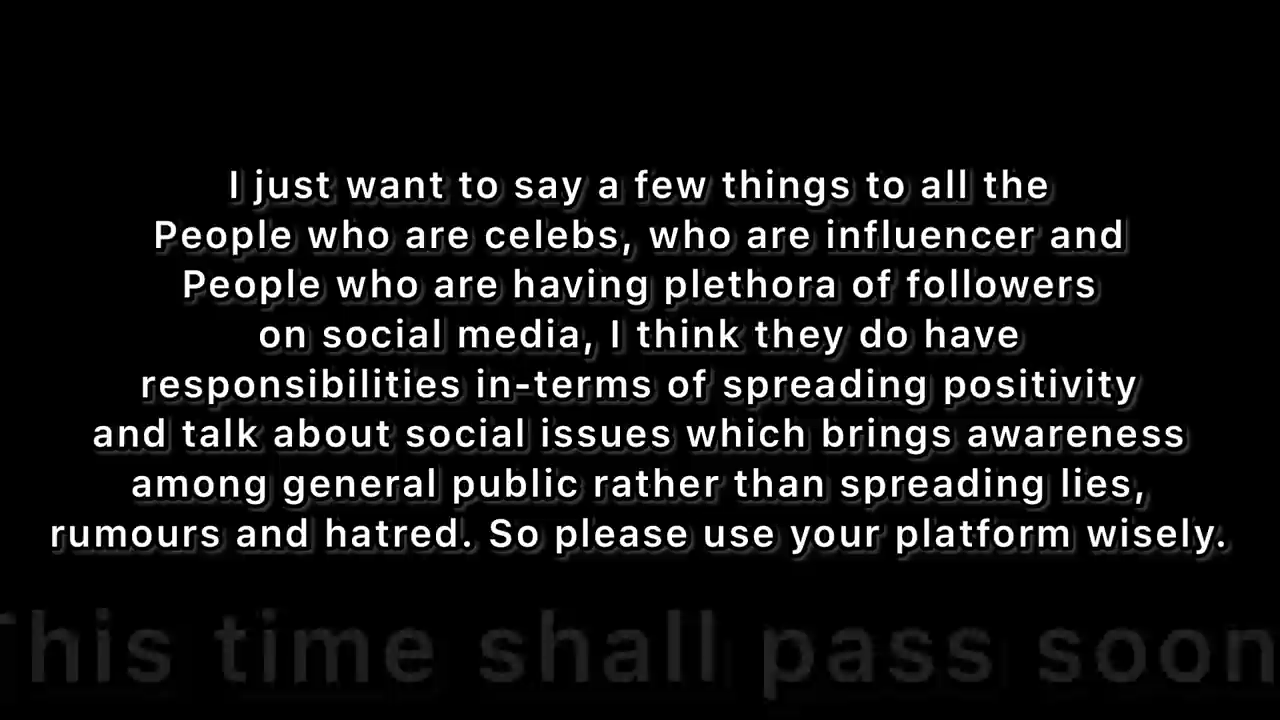 I just want to say a few things to all the
People who are celebs, who are influencer and
People who are having plethora of followers
on social media, I think they do have
responsibilities in-terms of spreading positivity
and talk about social issues which brings awareness
among general public rather than spreading lies,
rumours and hatred. So please use your platform wisely.
This time shall pass soon